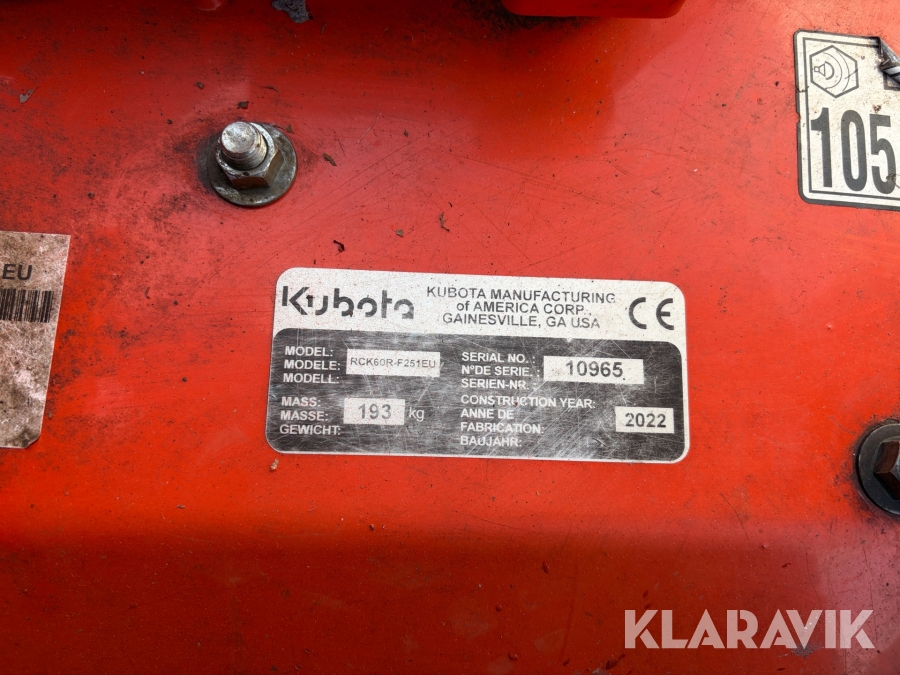 105
EU
Kubota
KUBOTA MANUFACTURING
of AMERICA CORP.,
GAINESVILLE, GA USA
CE
MODEL:
MODELE:
MODELL:
RCK60R-F251EU
SERIAL NO.:
N°DE SERIE.:
SERIEN-NR.:
10965
MASS:
MASSE:
GEWICHT:
193 kg
CONSTRUCTION YEAR:
ANNE DE
FABRICATION:
BAUJAHR:
2022
KLARAVIK